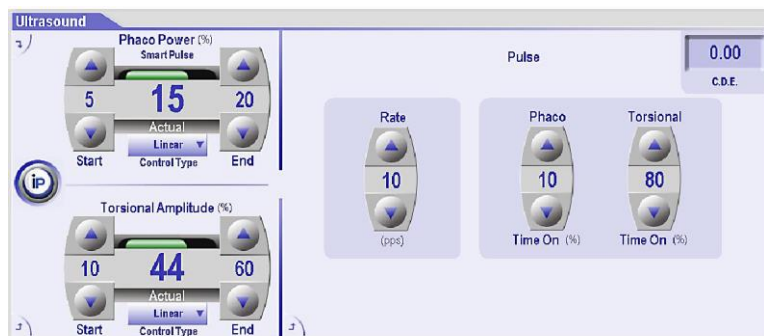 Ultrasound
Phaco Power (%)
Smart Pulse
5 15 20
Actual
Linear
Start Control Type End
iP
Torsional Amplitude (%)
10 44 60
Actual
Linear
Start Control Type End
Pulse
0.00
C.D.E.
Rate
10
(pps)
Phaco Torsional
10 80
Time On (%) Time On (%)